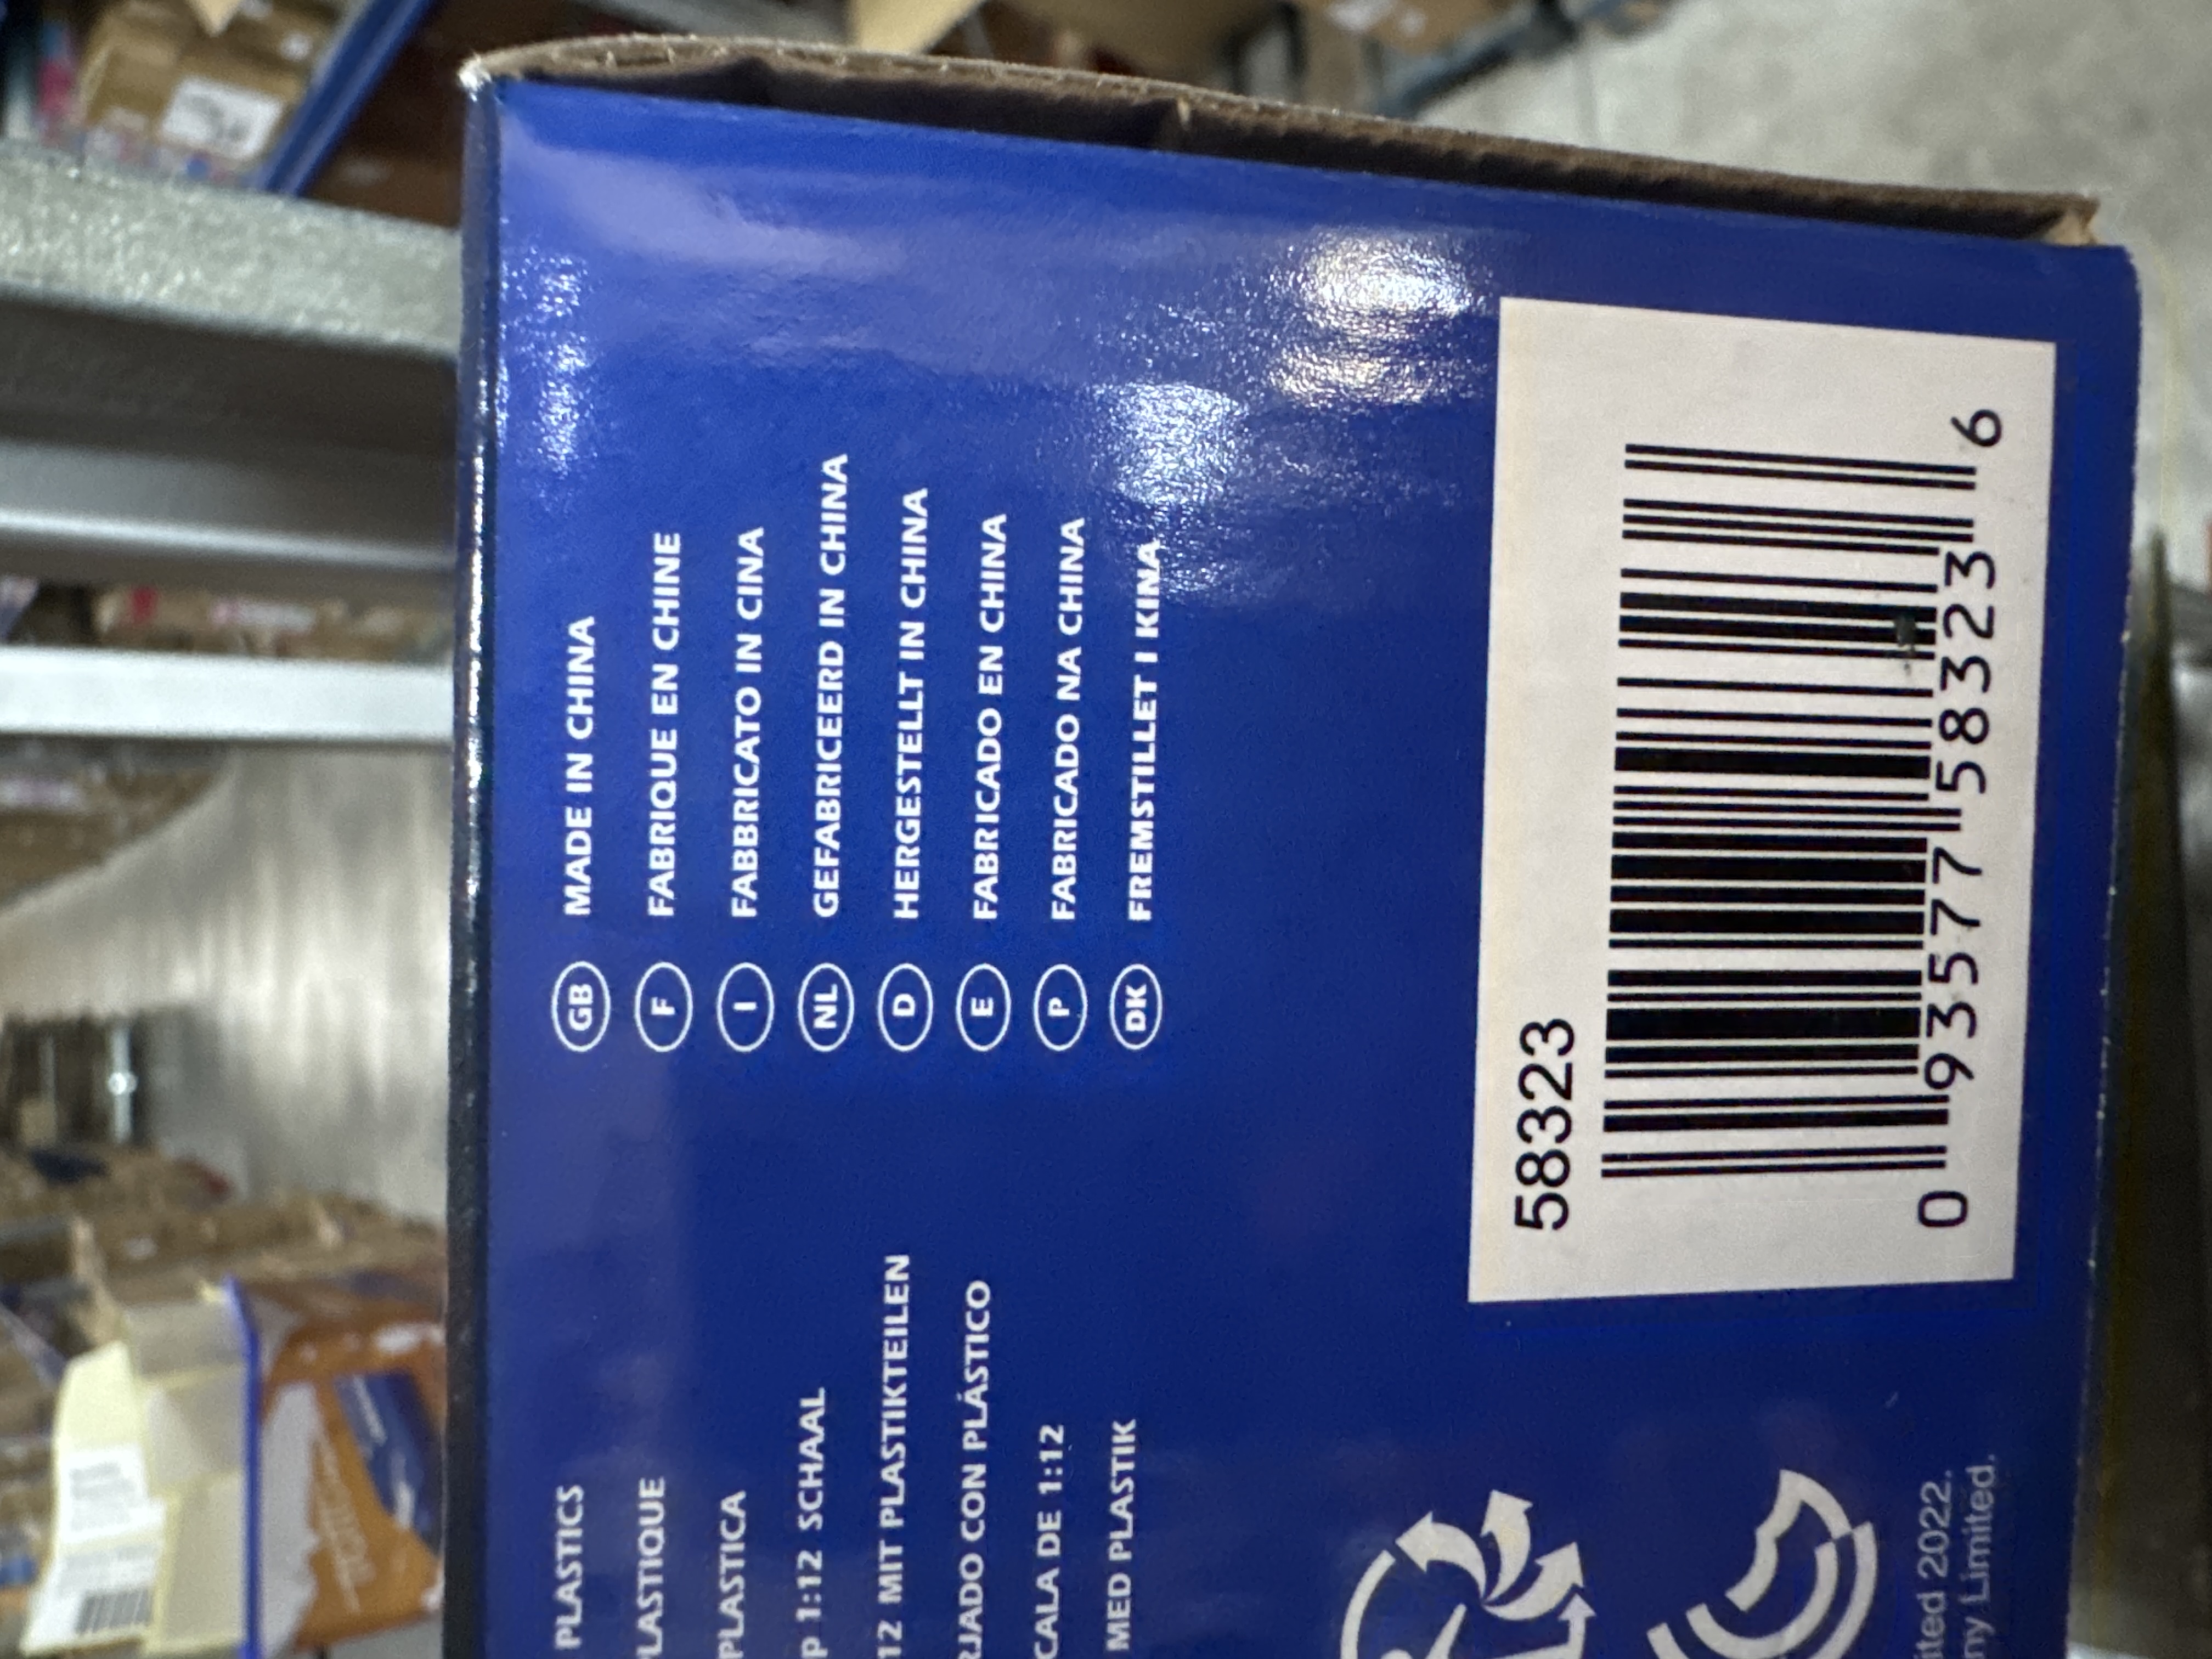 GB MADE IN CHINA
F FABRIQUE EN CHINE
I FABBRICATO IN CINA
NL GEFABRICEERD IN CHINA
D HERGESTELLT IN CHINA
E FABRICADO EN CHINA
P FABRICADO NA CHINA
DK FREMSTILLET I KINA
PLASTICS
LASTIQUE
PLASTICA
P 1:12 SCHAAL
12 MIT PLASTIKTEILEN
RJADO CON PLÁSTICO
CALA DE 1:12
MED PLASTIK
58323
0 93577 58323 6
ited 2022.
ny Limited.